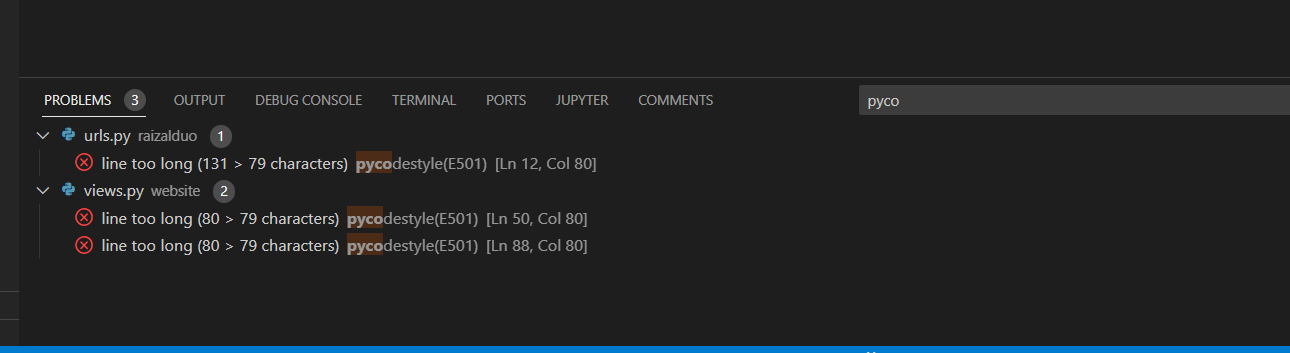 PROBLEMS 3 OUTPUT DEBUG CONSOLE TERMINAL PORTS JUPYTER COMMENTS pyco
urls.py raizalduo 1
line too long (131 > 79 characters) pycodestyle(E501) [Ln 12, Col 80]
views.py website 2
line too long (80 > 79 characters) pycodestyle(E501) [Ln 50, Col 80]
line too long (80 > 79 characters) pycodestyle(E501) [Ln 88, Col 80]